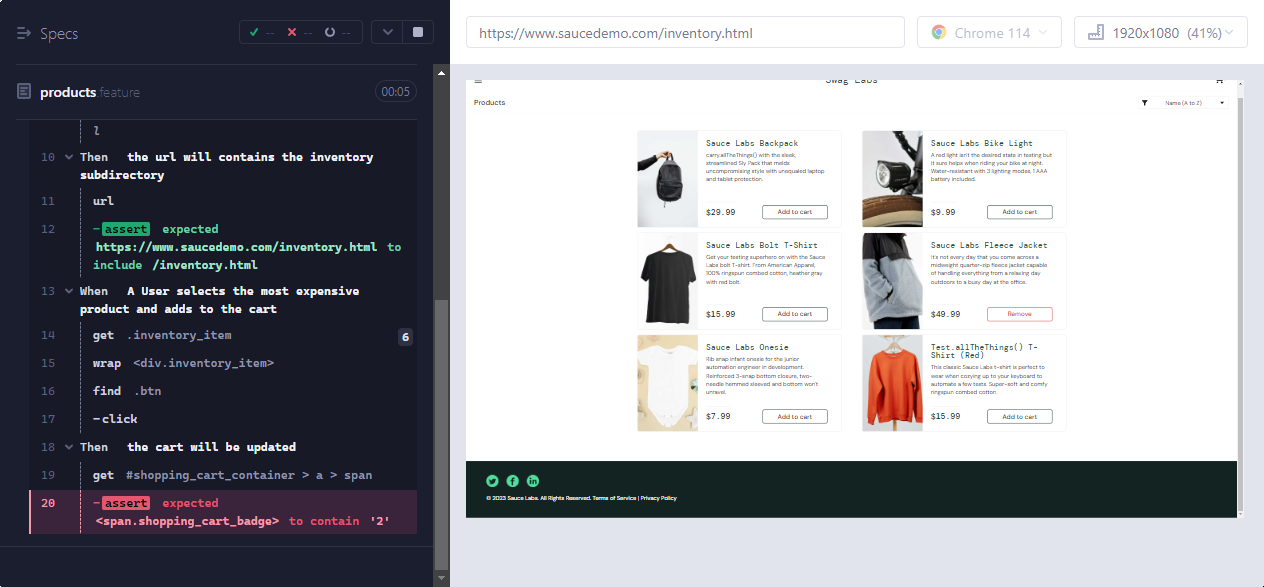 Specs
-- -- --
https://www.saucedemo.com/inventory.html
Chrome 114
1920x1080 (41%)
products.feature
00:05
l
10 Then the url will contains the inventory
subdirectory
11 url
12 -assert expected
https://www.saucedemo.com/inventory.html to
include /inventory.html
13 When A User selects the most expensive
product and adds to the cart
14 get .inventory_item 6
15 wrap <div.inventory_item>
16 find .btn
17 -click
18 Then the cart will be updated
19 get #shopping_cart_container > a > span
20 -assert expected
<span.shopping_cart_badge> to contain '2'
Swag Labs
Products
Name (A to Z)
Sauce Labs Backpack
carry.allTheThings() with the sleek,
streamlined Sly Pack that melds
uncompromising style with unequaled laptop
and tablet protection.
$29.99
Add to cart
Sauce Labs Bike Light
A red light isn't the desired state in testing but
it sure helps when riding your bike at night.
Water-resistant with 3 lighting modes, 1 AAA
battery included.
$9.99
Add to cart
Sauce Labs Bolt T-Shirt
Get your testing superhero on with the Sauce
Labs bolt T-shirt. From American Apparel,
100% ringspun combed cotton, heather gray
with red bolt.
$15.99
Add to cart
Sauce Labs Fleece Jacket
It's not every day that you come across a
midweight quarter-zip fleece jacket capable
of handling everything from a relaxing day
outdoors to a busy day at the office.
$49.99
Remove
Sauce Labs Onesie
Rib snap infant onesie for the junior
automation engineer in development.
Reinforced 3-snap bottom closure, two-
needle hemmed sleeved and bottom won't
unravel.
$7.99
Add to cart
Test.allTheThings() T-
Shirt (Red)
This classic Sauce Labs t-shirt is perfect to
wear when cozying up to your keyboard to
automate a few tests. Super-soft and comfy
ringspun combed cotton.
$15.99
Add to cart
© 2023 Sauce Labs. All Rights Reserved. Terms of Service | Privacy Policy